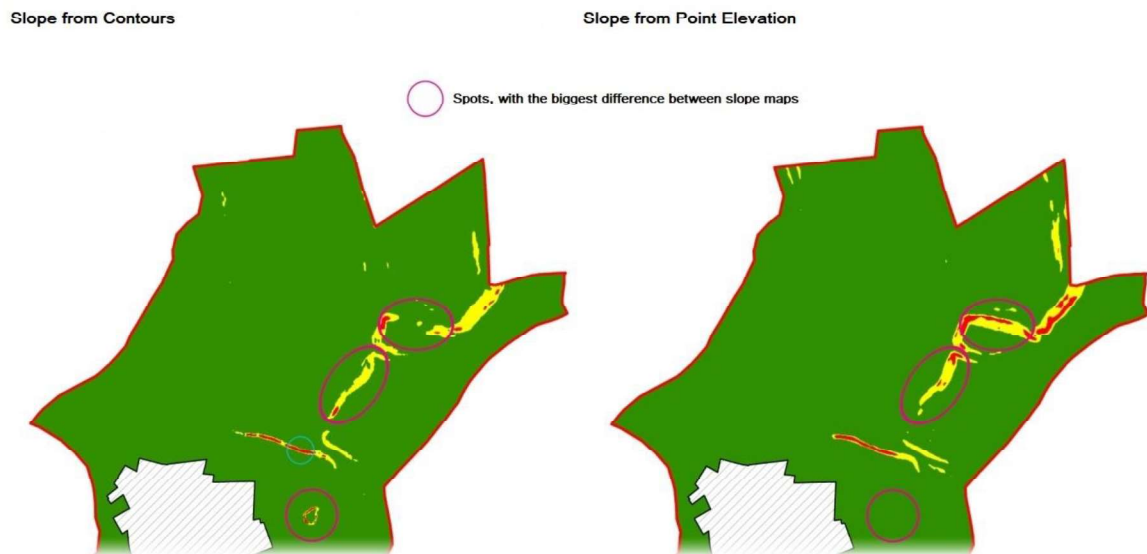 Slope from Contours
Slope from Point Elevation
Spots, with the biggest difference between slope maps